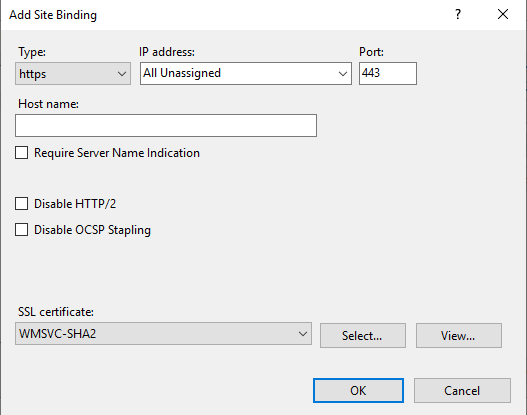 Add Site Binding
?
Type: IP address: Port:
https All Unassigned 443
Host name:
Require Server Name Indication
Disable HTTP/2
Disable OCSP Stapling
SSL certificate:
WMSVC-SHA2 Select... View...
OK Cancel